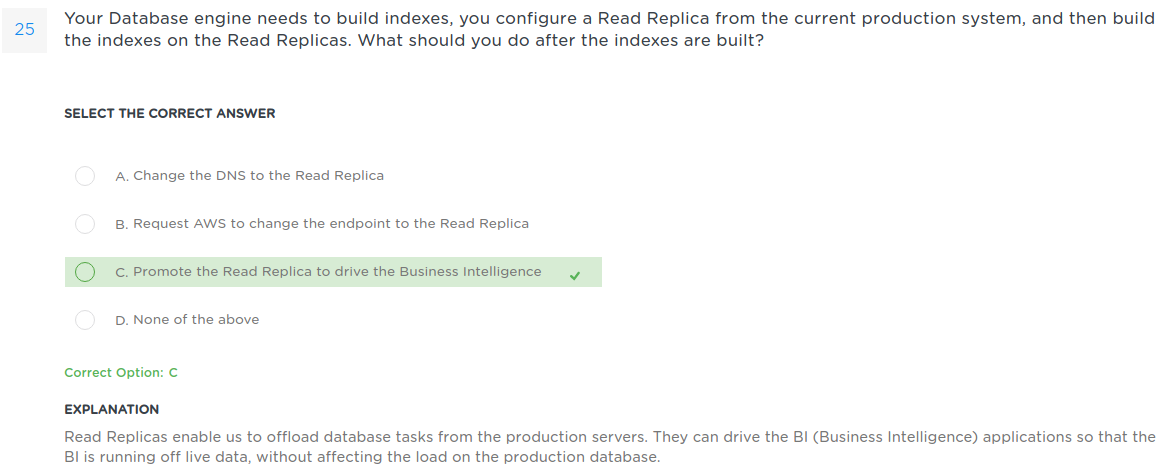 25
Your Database engine needs to build indexes, you configure a Read Replica from the current production system, and then build
the indexes on the Read Replicas. What should you do after the indexes are built?
SELECT THE CORRECT ANSWER
A. Change the DNS to the Read Replica
B. Request AWS to change the endpoint to the Read Replica
C. Promote the Read Replica to drive the Business Intelligence
D. None of the above
Correct Option: C
EXPLANATION
Read Replicas enable us to offload database tasks from the production servers. They can drive the BI (Business Intelligence) applications so that the
BI is running off live data, without affecting the load on the production database.